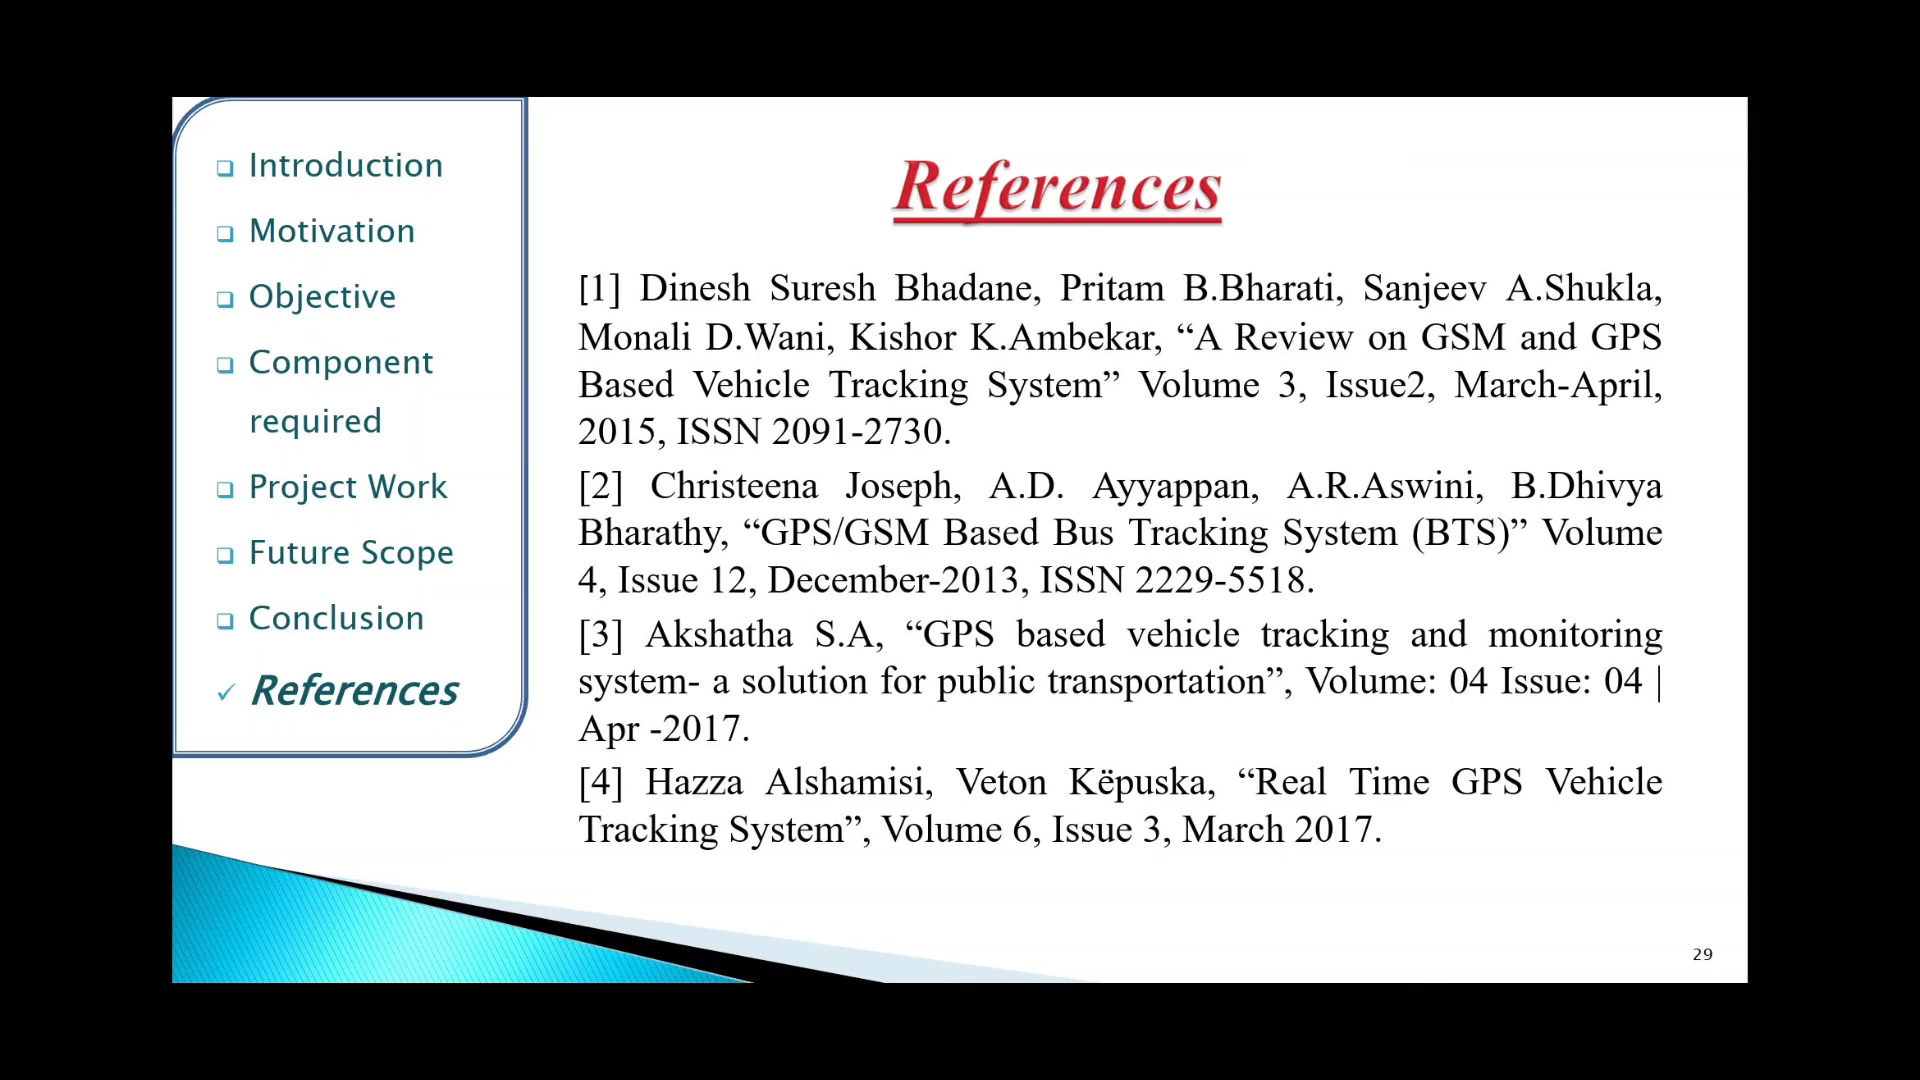 Introduction
Motivation
Objective
Component
required
Project Work
Future Scope
Conclusion
References
References
[1] Dinesh Suresh Bhadane, Pritam B.Bharati, Sanjeev A.Shukla,
Monali D.Wani, Kishor K.Ambekar, “A Review on GSM and GPS
Based Vehicle Tracking System” Volume 3, Issue2, March-April,
2015, ISSN 2091-2730.
[2] Christeena Joseph, A.D. Ayyappan, A.R.Aswini, B.Dhivya
Bharathy, “GPS/GSM Based Bus Tracking System (BTS)” Volume
4, Issue 12, December-2013, ISSN 2229-5518.
[3] Akshatha S.A, “GPS based vehicle tracking and monitoring
system- a solution for public transportation”, Volume: 04 Issue: 04 |
Apr -2017.
[4] Hazza Alshamisi, Veton Këpuska, “Real Time GPS Vehicle
Tracking System”, Volume 6, Issue 3, March 2017.
29